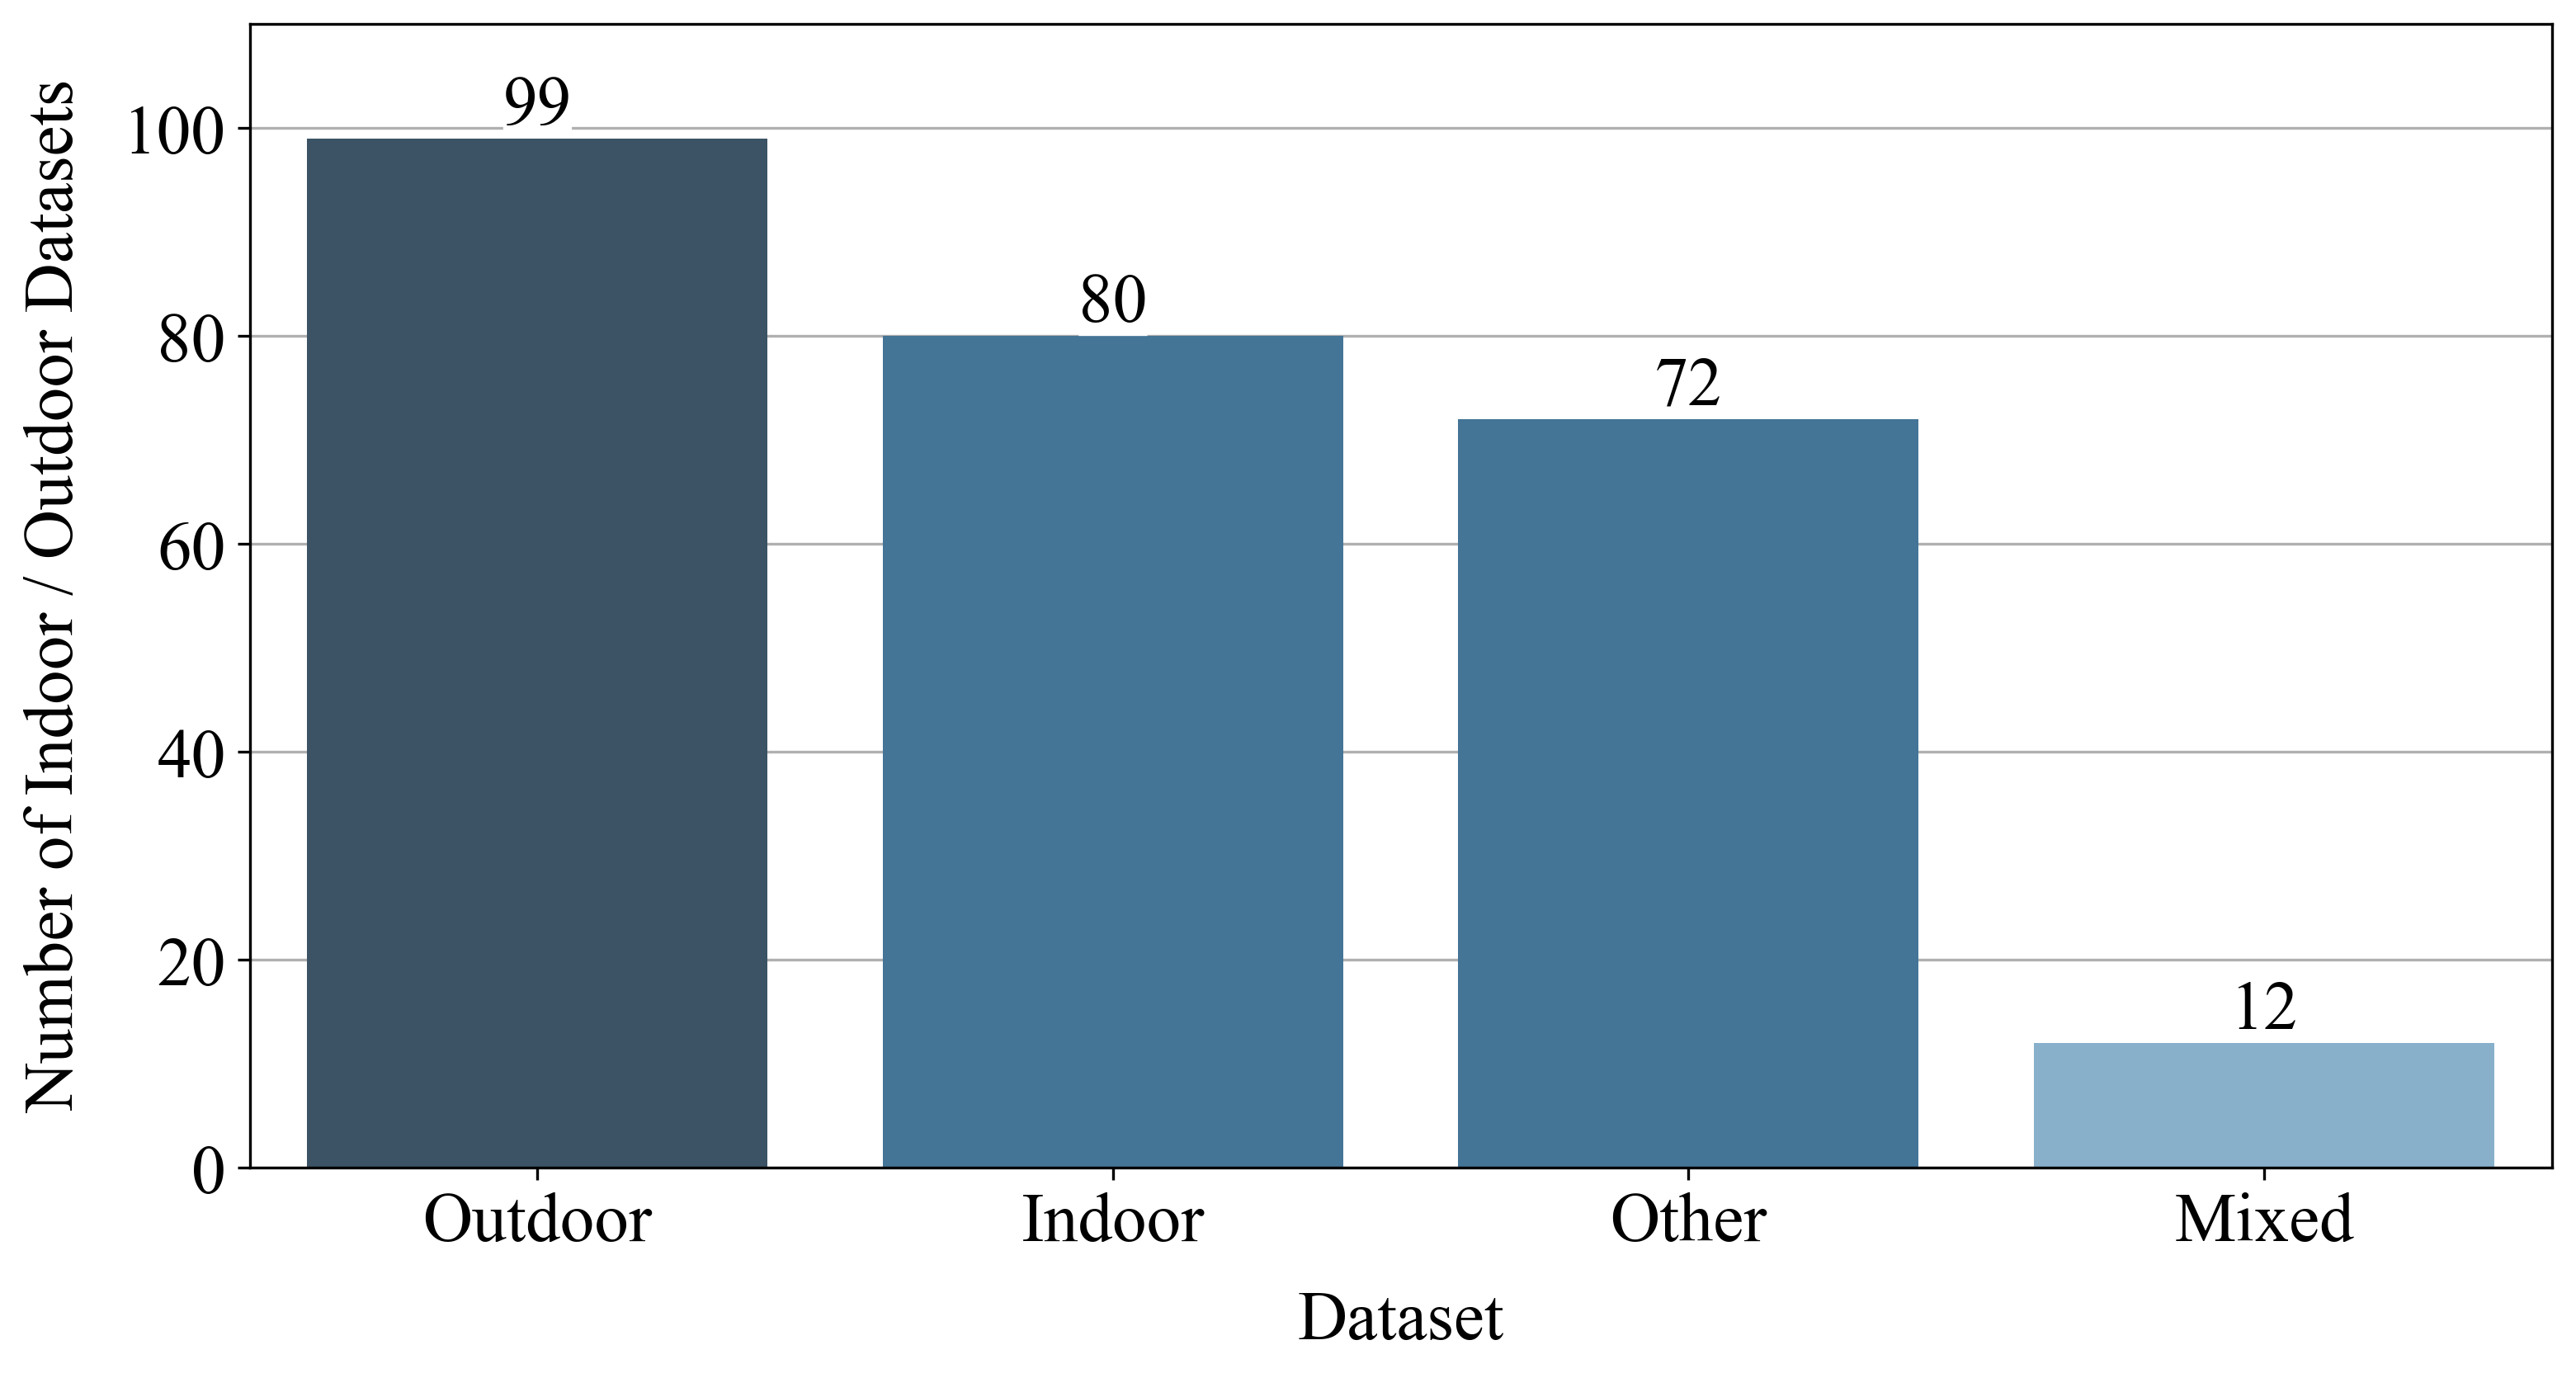 Number of Indoor / Outdoor Datasets
100
80
60
40
20
0
99
80
72
12
Outdoor
Indoor
Other
Mixed
Dataset